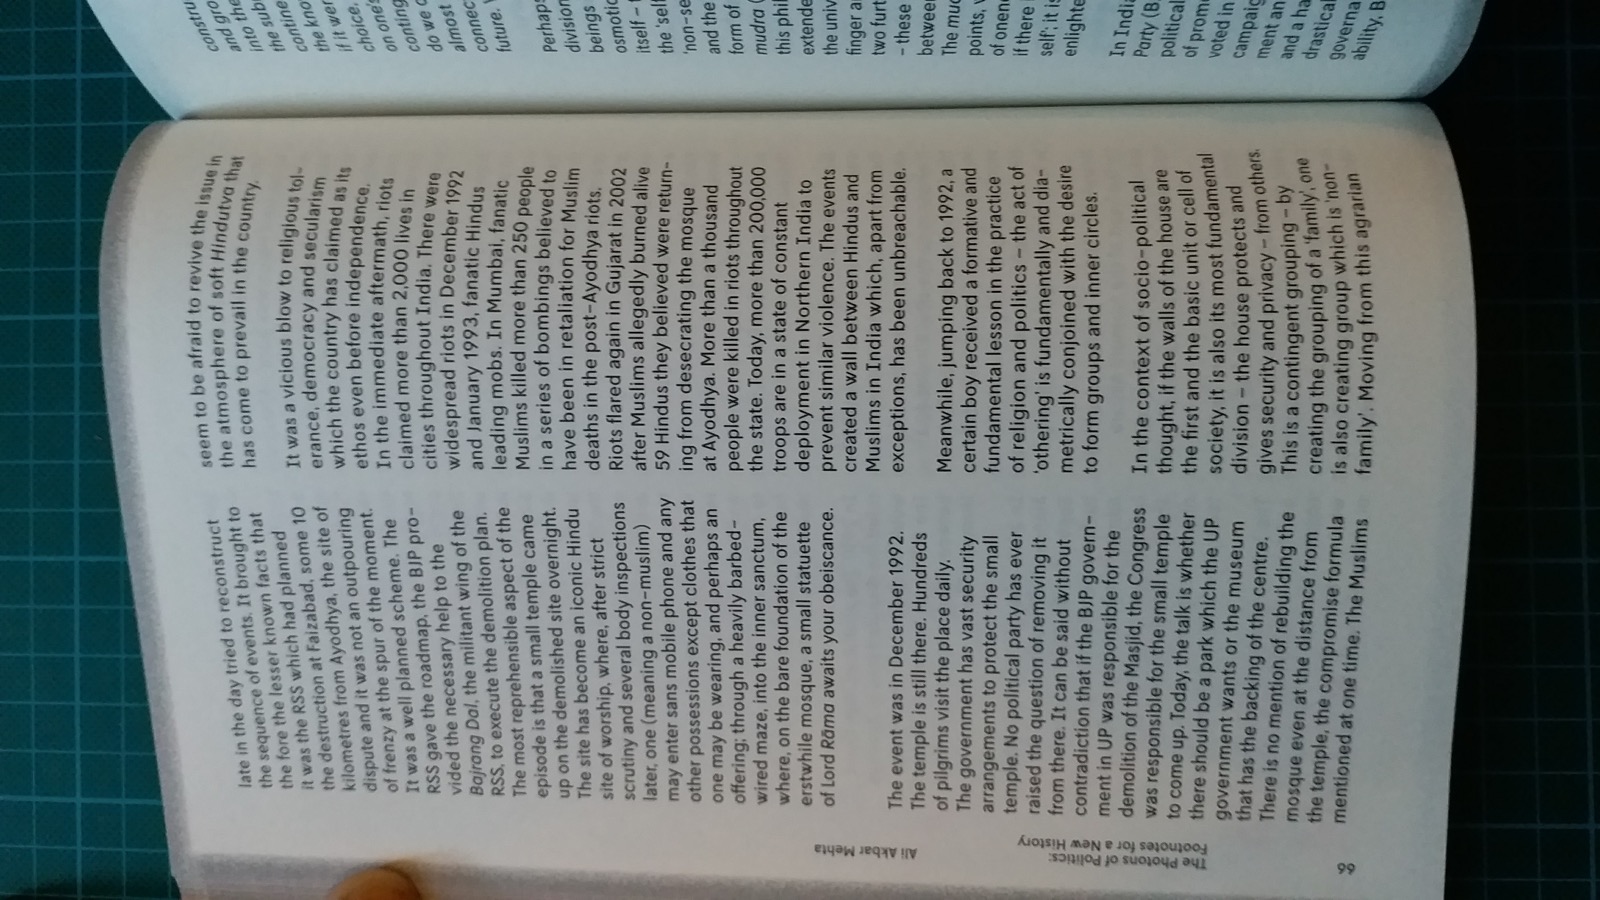 late in the day tried to reconstruct
the sequence of events. It brought to
the fore the lesser known facts that
it was the RSS which had planned
the destruction at Faizabad, some 10
kilometres from Ayodhya, the site of
dispute and it was not an outpouring
of frenzy at the spur of the moment.
It was a well planned scheme. The
RSS gave the roadmap, the BJP pro-
vided the necessary help to the
Bajrang Dal, the militant wing of the
RSS, to execute the demolition plan.
The most reprehensible aspect of the
episode is that a small temple came
up on the demolished site overnight.
The site has become an iconic Hindu
site of worship, where, after strict
scrutiny and several body inspections
later, one (meaning a non-muslim)
may enter sans mobile phone and any
other possessions except clothes that
one may be wearing, and perhaps an
offering; through a heavily barbed-
wired maze, into the inner sanctum,
where, on the bare foundation of the
erstwhile mosque, a small statuette
of Lord Rāma awaits your obeiscance.
The event was in December 1992.
The temple is still there. Hundreds
of pilgrims visit the place daily.
The government has vast security
arrangements to protect the small
temple. No political party has ever
raised the question of removing it
from there. It can be said without
contradiction that if the BJP govern-
ment in UP was responsible for the
demolition of the Masjid, the Congress
was responsible for the small temple
to come up. Today, the talk is whether
there should be a park which the UP
government wants or the museum
that has the backing of the centre.
There is no mention of rebuilding the
mosque even at the distance from
the temple, the compromise formula
mentioned at one time. The Muslims
seem to be afraid to revive the issue in
the atmosphere of soft Hindutva that
has come to prevail in the country.
It was a vicious blow to religious tol-
erance, democracy and secularism
which the country has claimed as its
ethos even before independence.
In the immediate aftermath, riots
claimed more than 2,000 lives in
cities throughout India. There were
widespread riots in December 1992
and January 1993, fanatic Hindus
leading mobs. In Mumbai, fanatic
Muslims killed more than 250 people
in a series of bombings believed to
have been in retaliation for Muslim
deaths in the post-Ayodhya riots.
Riots flared again in Gujarat in 2002
after Muslims allegedly burned alive
59 Hindus they believed were return-
ing from desecrating the mosque
at Ayodhya. More than a thousand
people were killed in riots throughout
the state. Today, more than 200,000
troops are in a state of constant
deployment in Northern India to
prevent similar violence. The events
created a wall between Hindus and
Muslims in India which, apart from
exceptions, has been unbreachable.
Meanwhile, jumping back to 1992, a
certain boy received a formative and
fundamental lesson in the practice
of religion and politics – the act of
'othering' is fundamentally and dia-
metrically conjoined with the desire
to form groups and inner circles.
In the context of socio-political
thought, if the walls of the house are
the first and the basic unit or cell of
society, it is also its most fundamental
division – the house protects and
gives security and privacy – from others.
This is a contingent grouping – by
creating the grouping of a 'family', one
is also creating group which is 'non-
family'. Moving from this agrarian
Ali Akbar Mehta
The Photons of Politics:
Footnotes for a New History
66
constru
and gro
into the
the sub
contine
the kno
if it wer
choice.
on one's
conting
do we c
almost
connec
future.
Perhaps
division
beings
osmotic
itself –
the 'self
'non-se
and the
form of
mudra (
this phil
extende
the univ
finger a
two furt
– these
between
The mud
points, v
of onene
if there
self'; it is
enlighte
In India
Party (B
political
of promo
voted in
campaig
ment an
and a ha
drastical
governa
ability, B